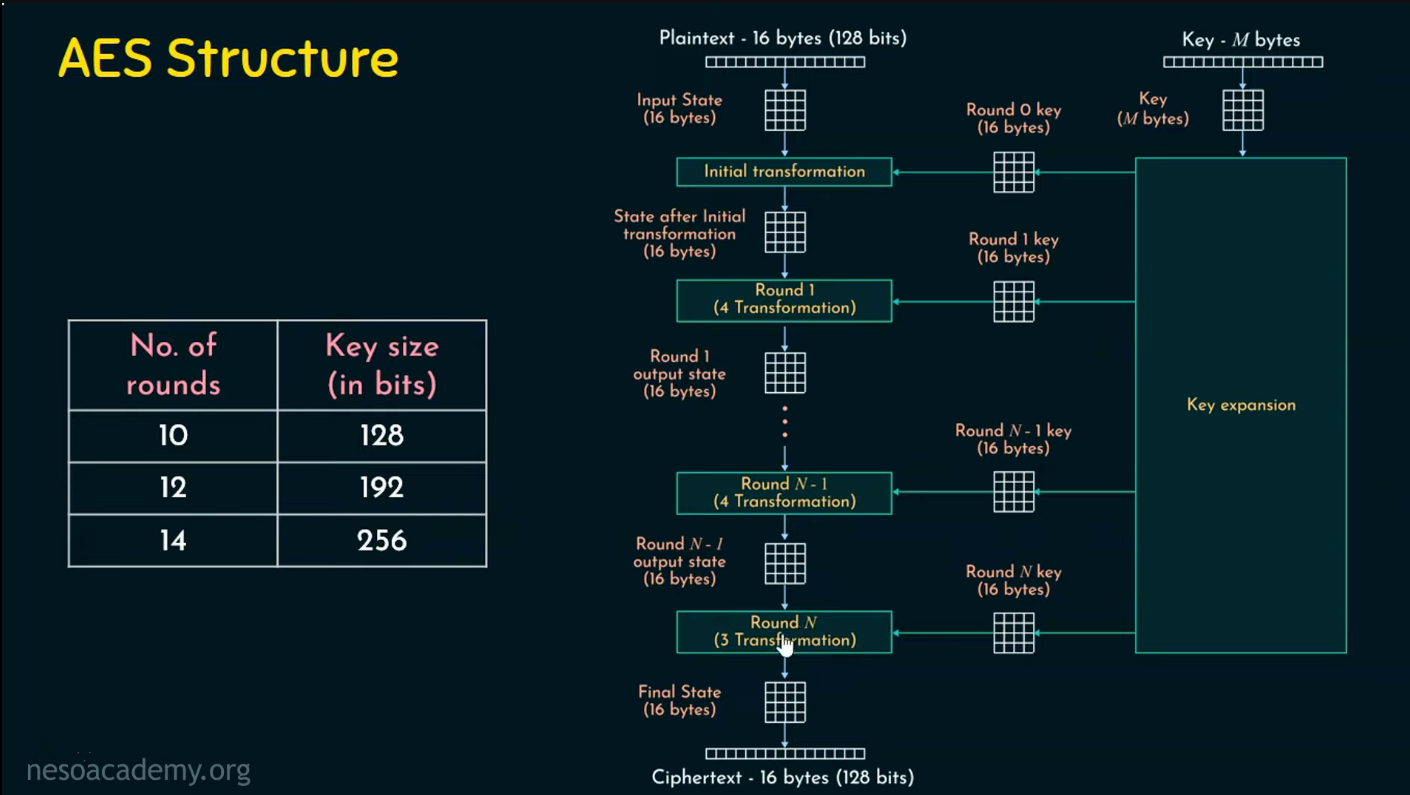 AES Structure
No. of
rounds
Key size
(in bits)
10
128
12
192
14
256
Plaintext - 16 bytes (128 bits)
Key - M bytes
Input State
(16 bytes)
Round 0 key
(16 bytes)
Key
(M bytes)
Initial transformation
State after Initial
transformation
(16 bytes)
Round 1 key
(16 bytes)
Round 1
(4 Transformation)
Round 1
output state
(16 bytes)
Key expansion
Round N - 1 key
(16 bytes)
Round N - 1
(4 Transformation)
Round N - 1
output state
(16 bytes)
Round N key
(16 bytes)
Round N
(3 Transformation)
Final State
(16 bytes)
Ciphertext - 16 bytes (128 bits)
nesoacademy.org